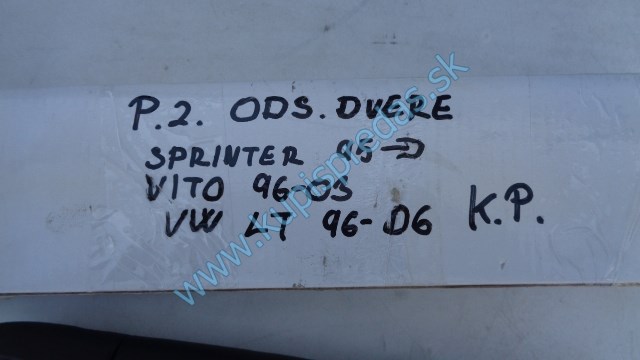 P.2. ODS. DVERE
SPRINTER 95→
VITO 96-03
VW LT 96-06
K.P.
www.kupispredas.sk